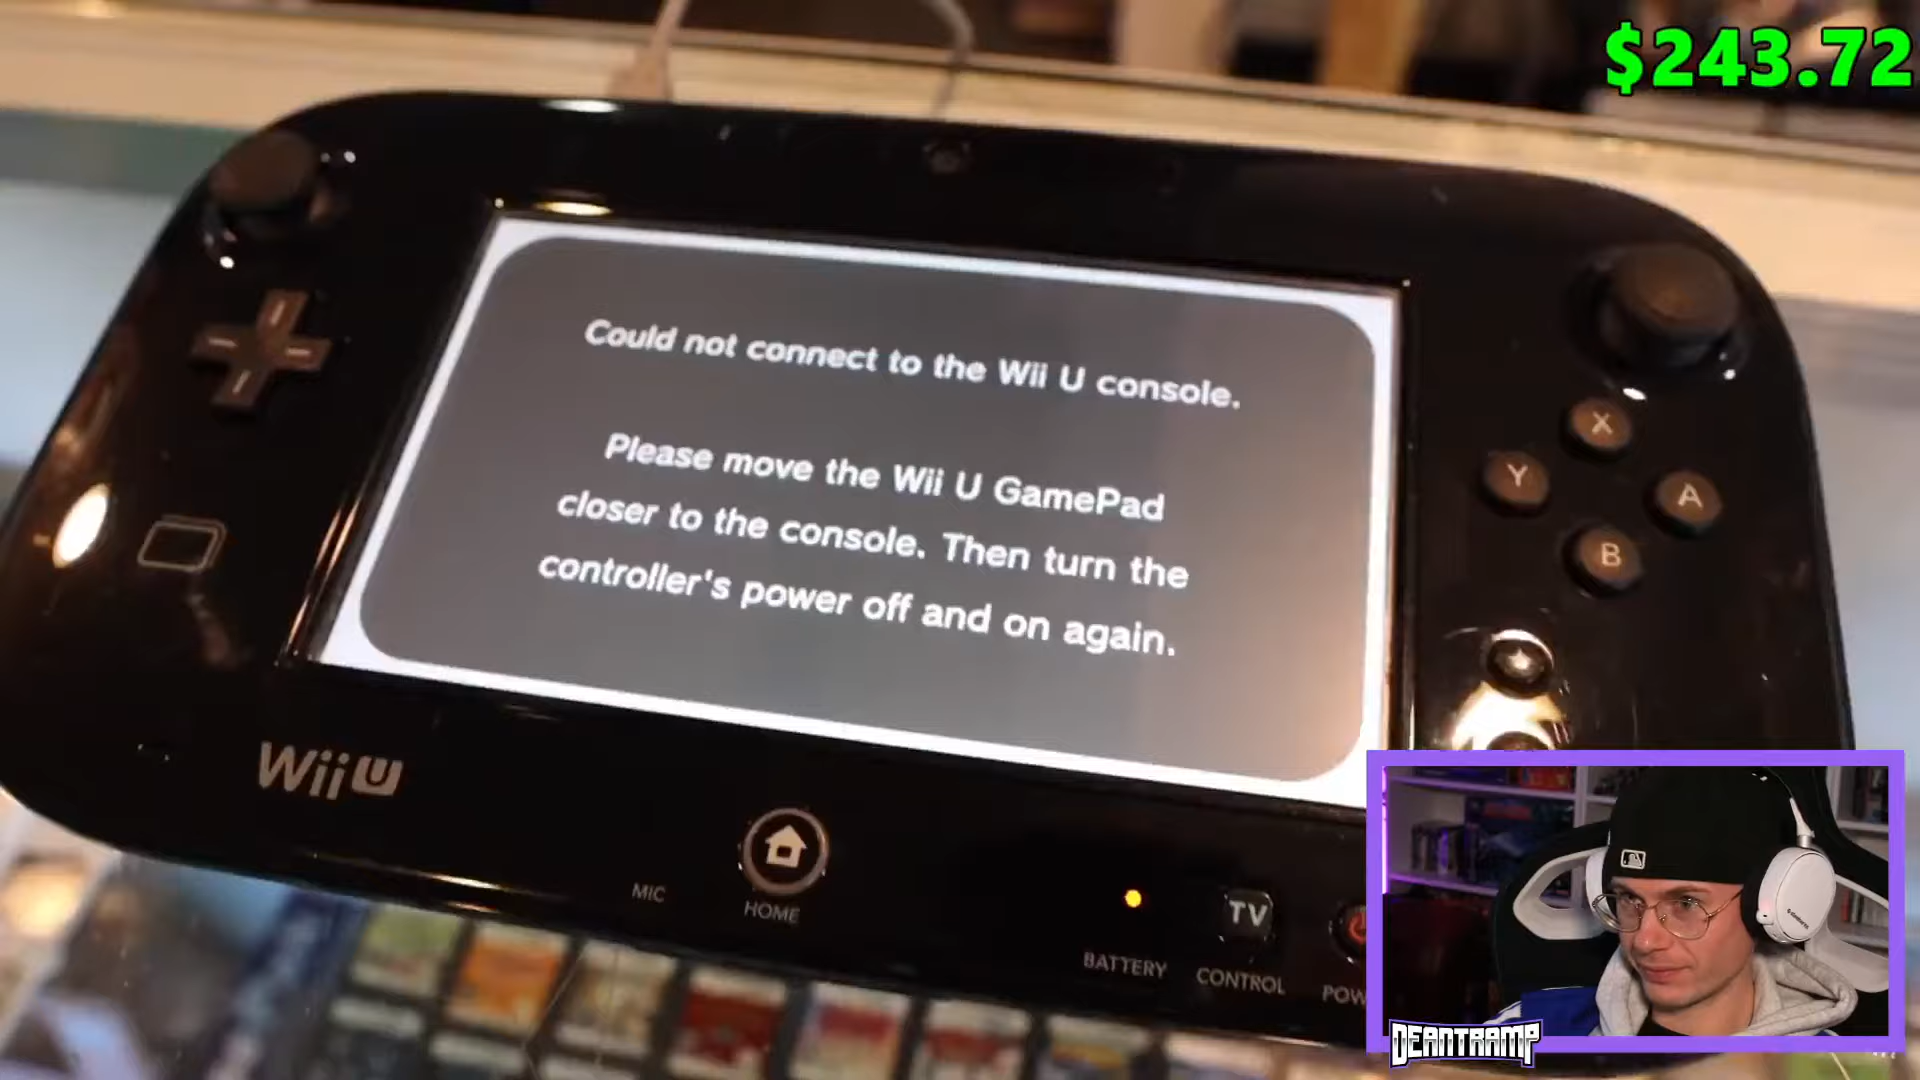 $243.72
Could not connect to the Wii U console.
Please move the Wii U GamePad
closer to the console. Then turn the
controller's power off and on again.
X
Y
A
B
Wii U
MIC
HOME
TV
BATTERY
CONTROL
DEANTRAMP